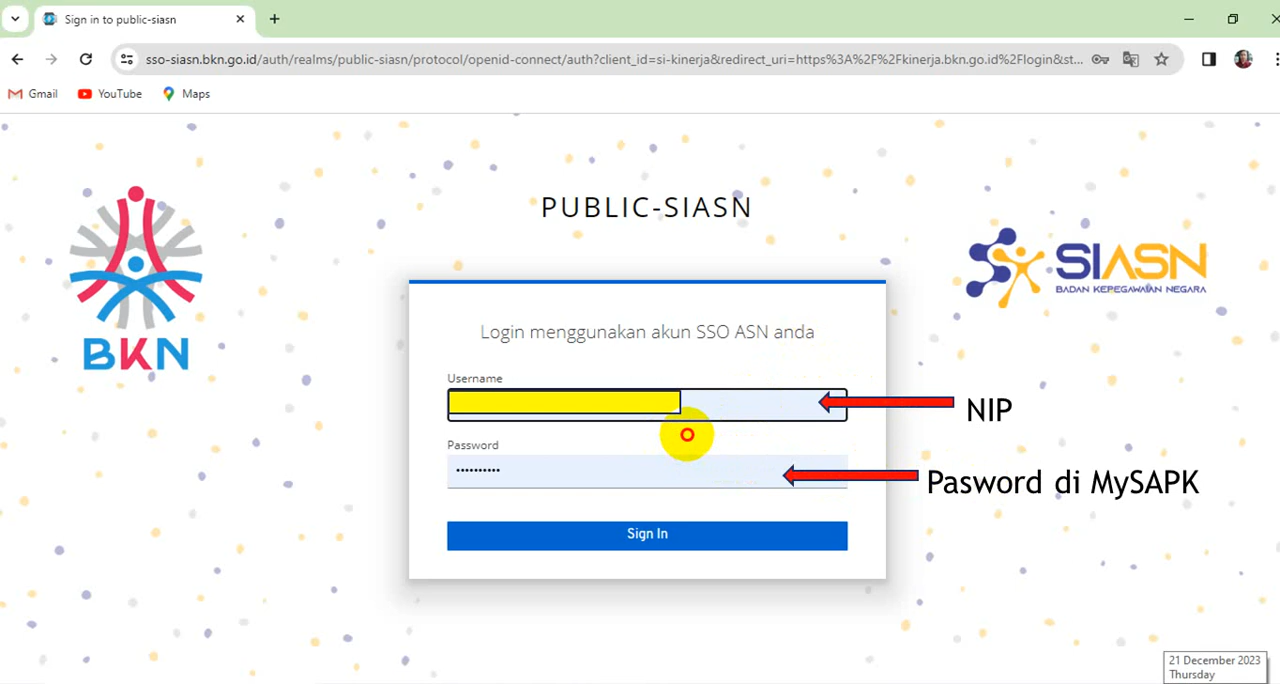 Sign in to public-siasn
sso-siasn.bkn.go.id/auth/realms/public-siasn/protocol/openid-connect/auth?client_id=si-kinerja&redirect_uri=https%3A%2F%2Fkinerja.bkn.go.id%2Flogin&st...
Gmail YouTube Maps
PUBLIC-SIASN
BKN
SIASN
BADAN KEPEGAWAIAN NEGARA
Login menggunakan akun SSO ASN anda
Username
NIP
Password
••••••••••
Pasword di MySAPK
Sign In
21 December 2023
Thursday